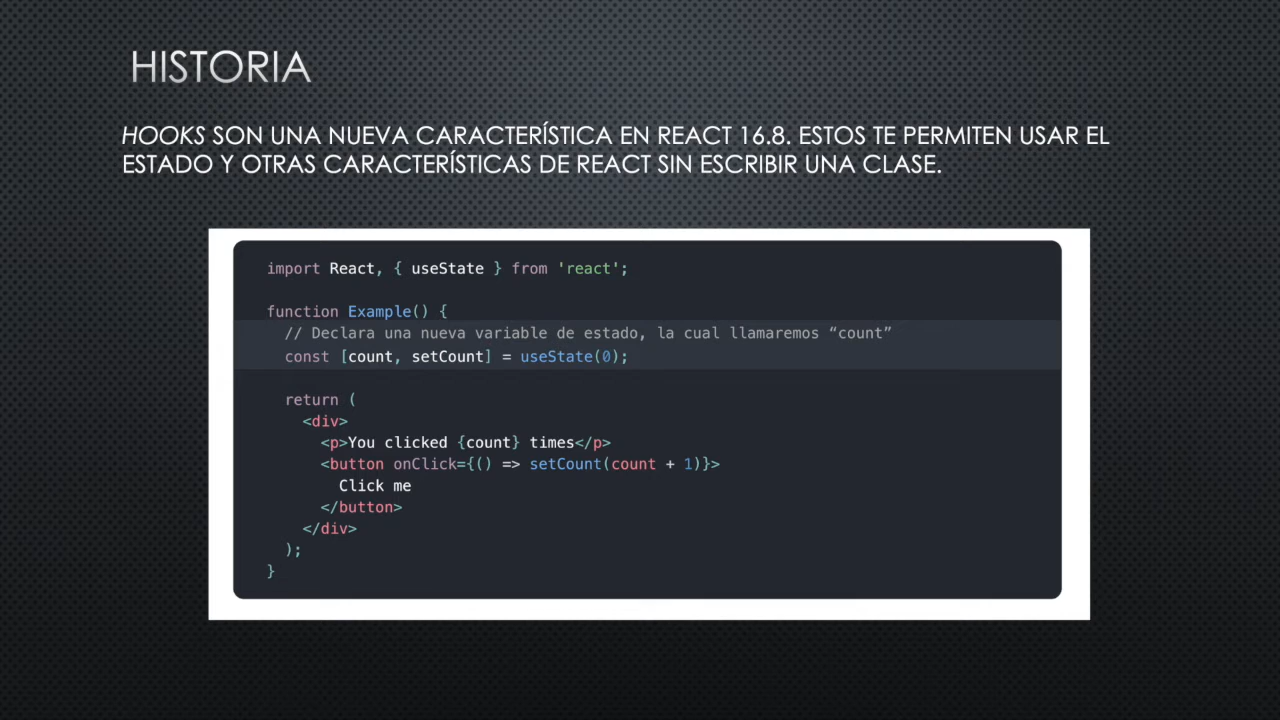 HISTORIA
HOOKS SON UNA NUEVA CARACTERÍSTICA EN REACT 16.8. ESTOS TE PERMITEN USAR EL
ESTADO Y OTRAS CARACTERÍSTICAS DE REACT SIN ESCRIBIR UNA CLASE.
import React, { useState } from 'react';
function Example() {
  // Declara una nueva variable de estado, la cual llamaremos “count”
  const [count, setCount] = useState(0);
  return (
    <div>
      <p>You clicked {count} times</p>
      <button onClick={() => setCount(count + 1)}>
        Click me
      </button>
    </div>
  );
}